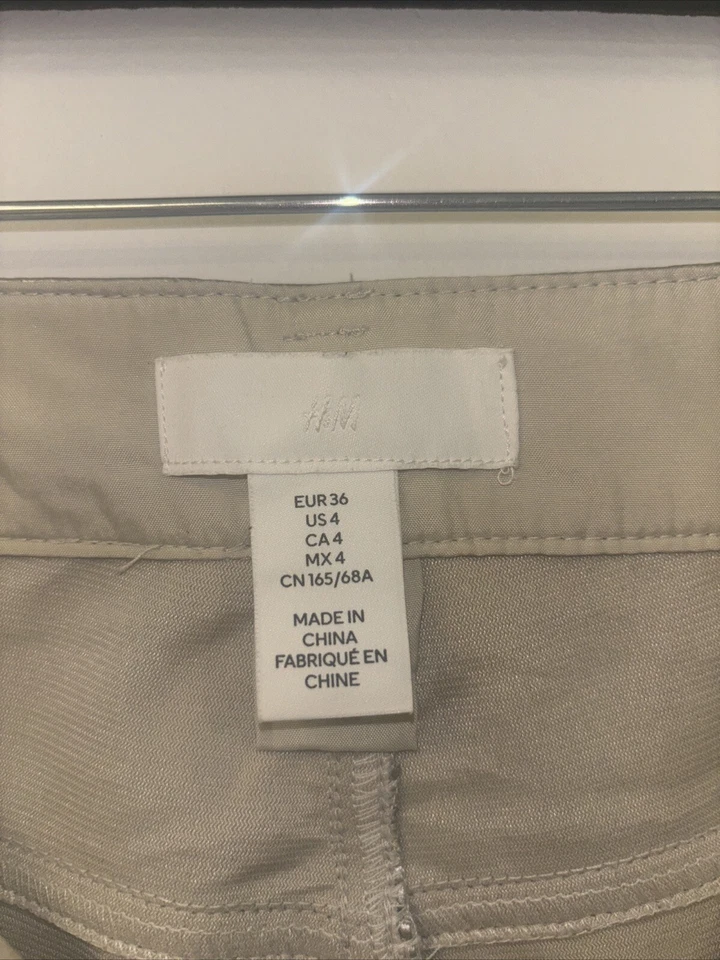 H&M
EUR 36
US 4
CA 4
MX 4
CN 165/68A
MADE IN
CHINA
FABRIQUÉ EN
CHINE